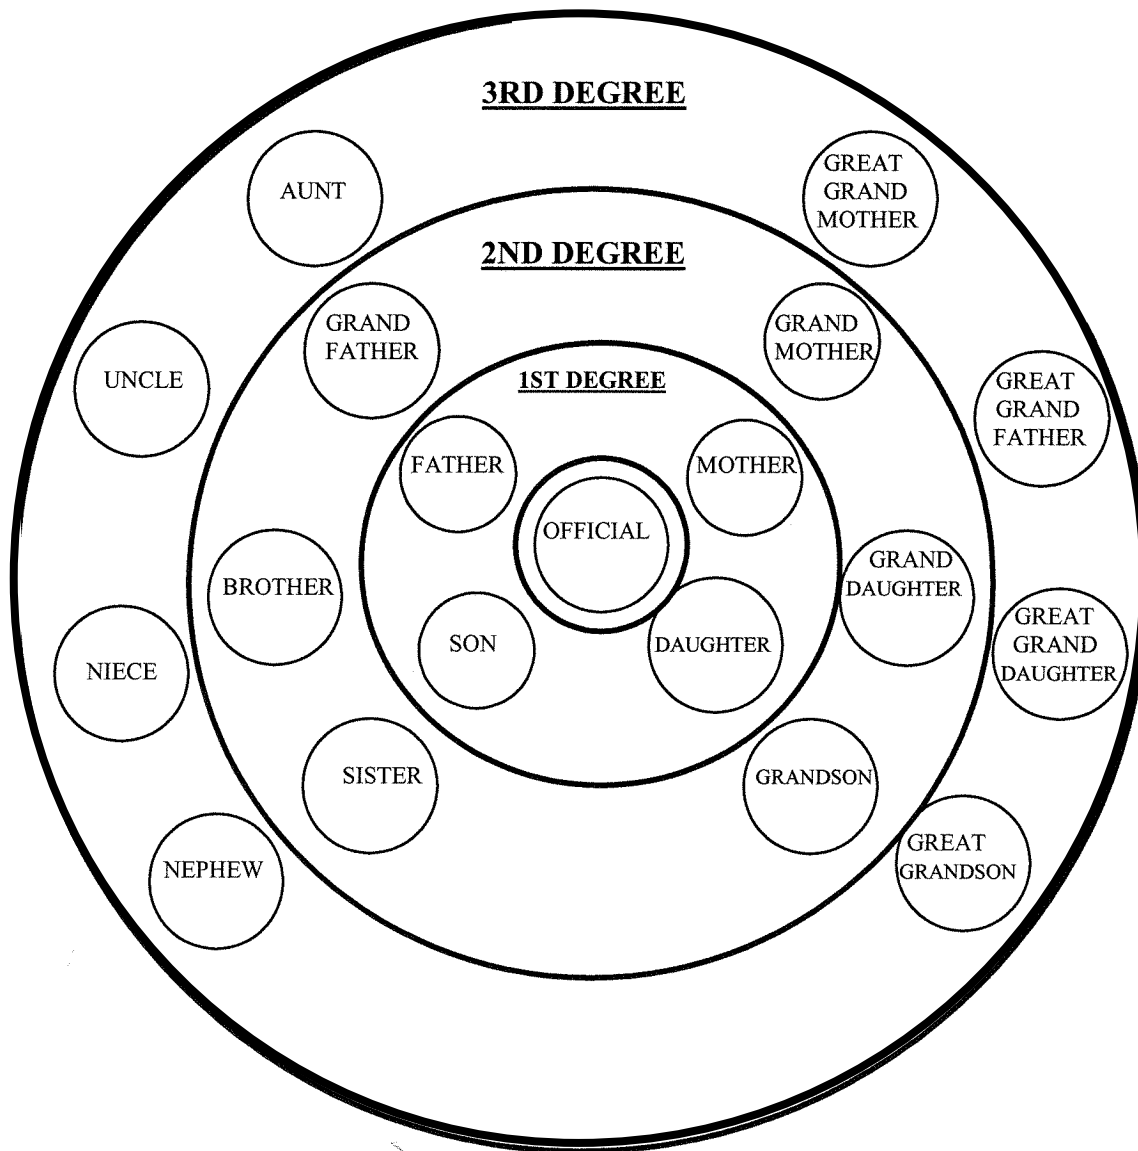 3RD DEGREE
AUNT
GREAT
GRAND
MOTHER
2ND DEGREE
GRAND
FATHER
GRAND
MOTHER
UNCLE
1ST DEGREE
GREAT
GRAND
FATHER
FATHER
MOTHER
OFFICIAL
BROTHER
GRAND
DAUGHTER
SON
DAUGHTER
NIECE
GREAT
GRAND
DAUGHTER
SISTER
GRANDSON
NEPHEW
GREAT
GRANDSON